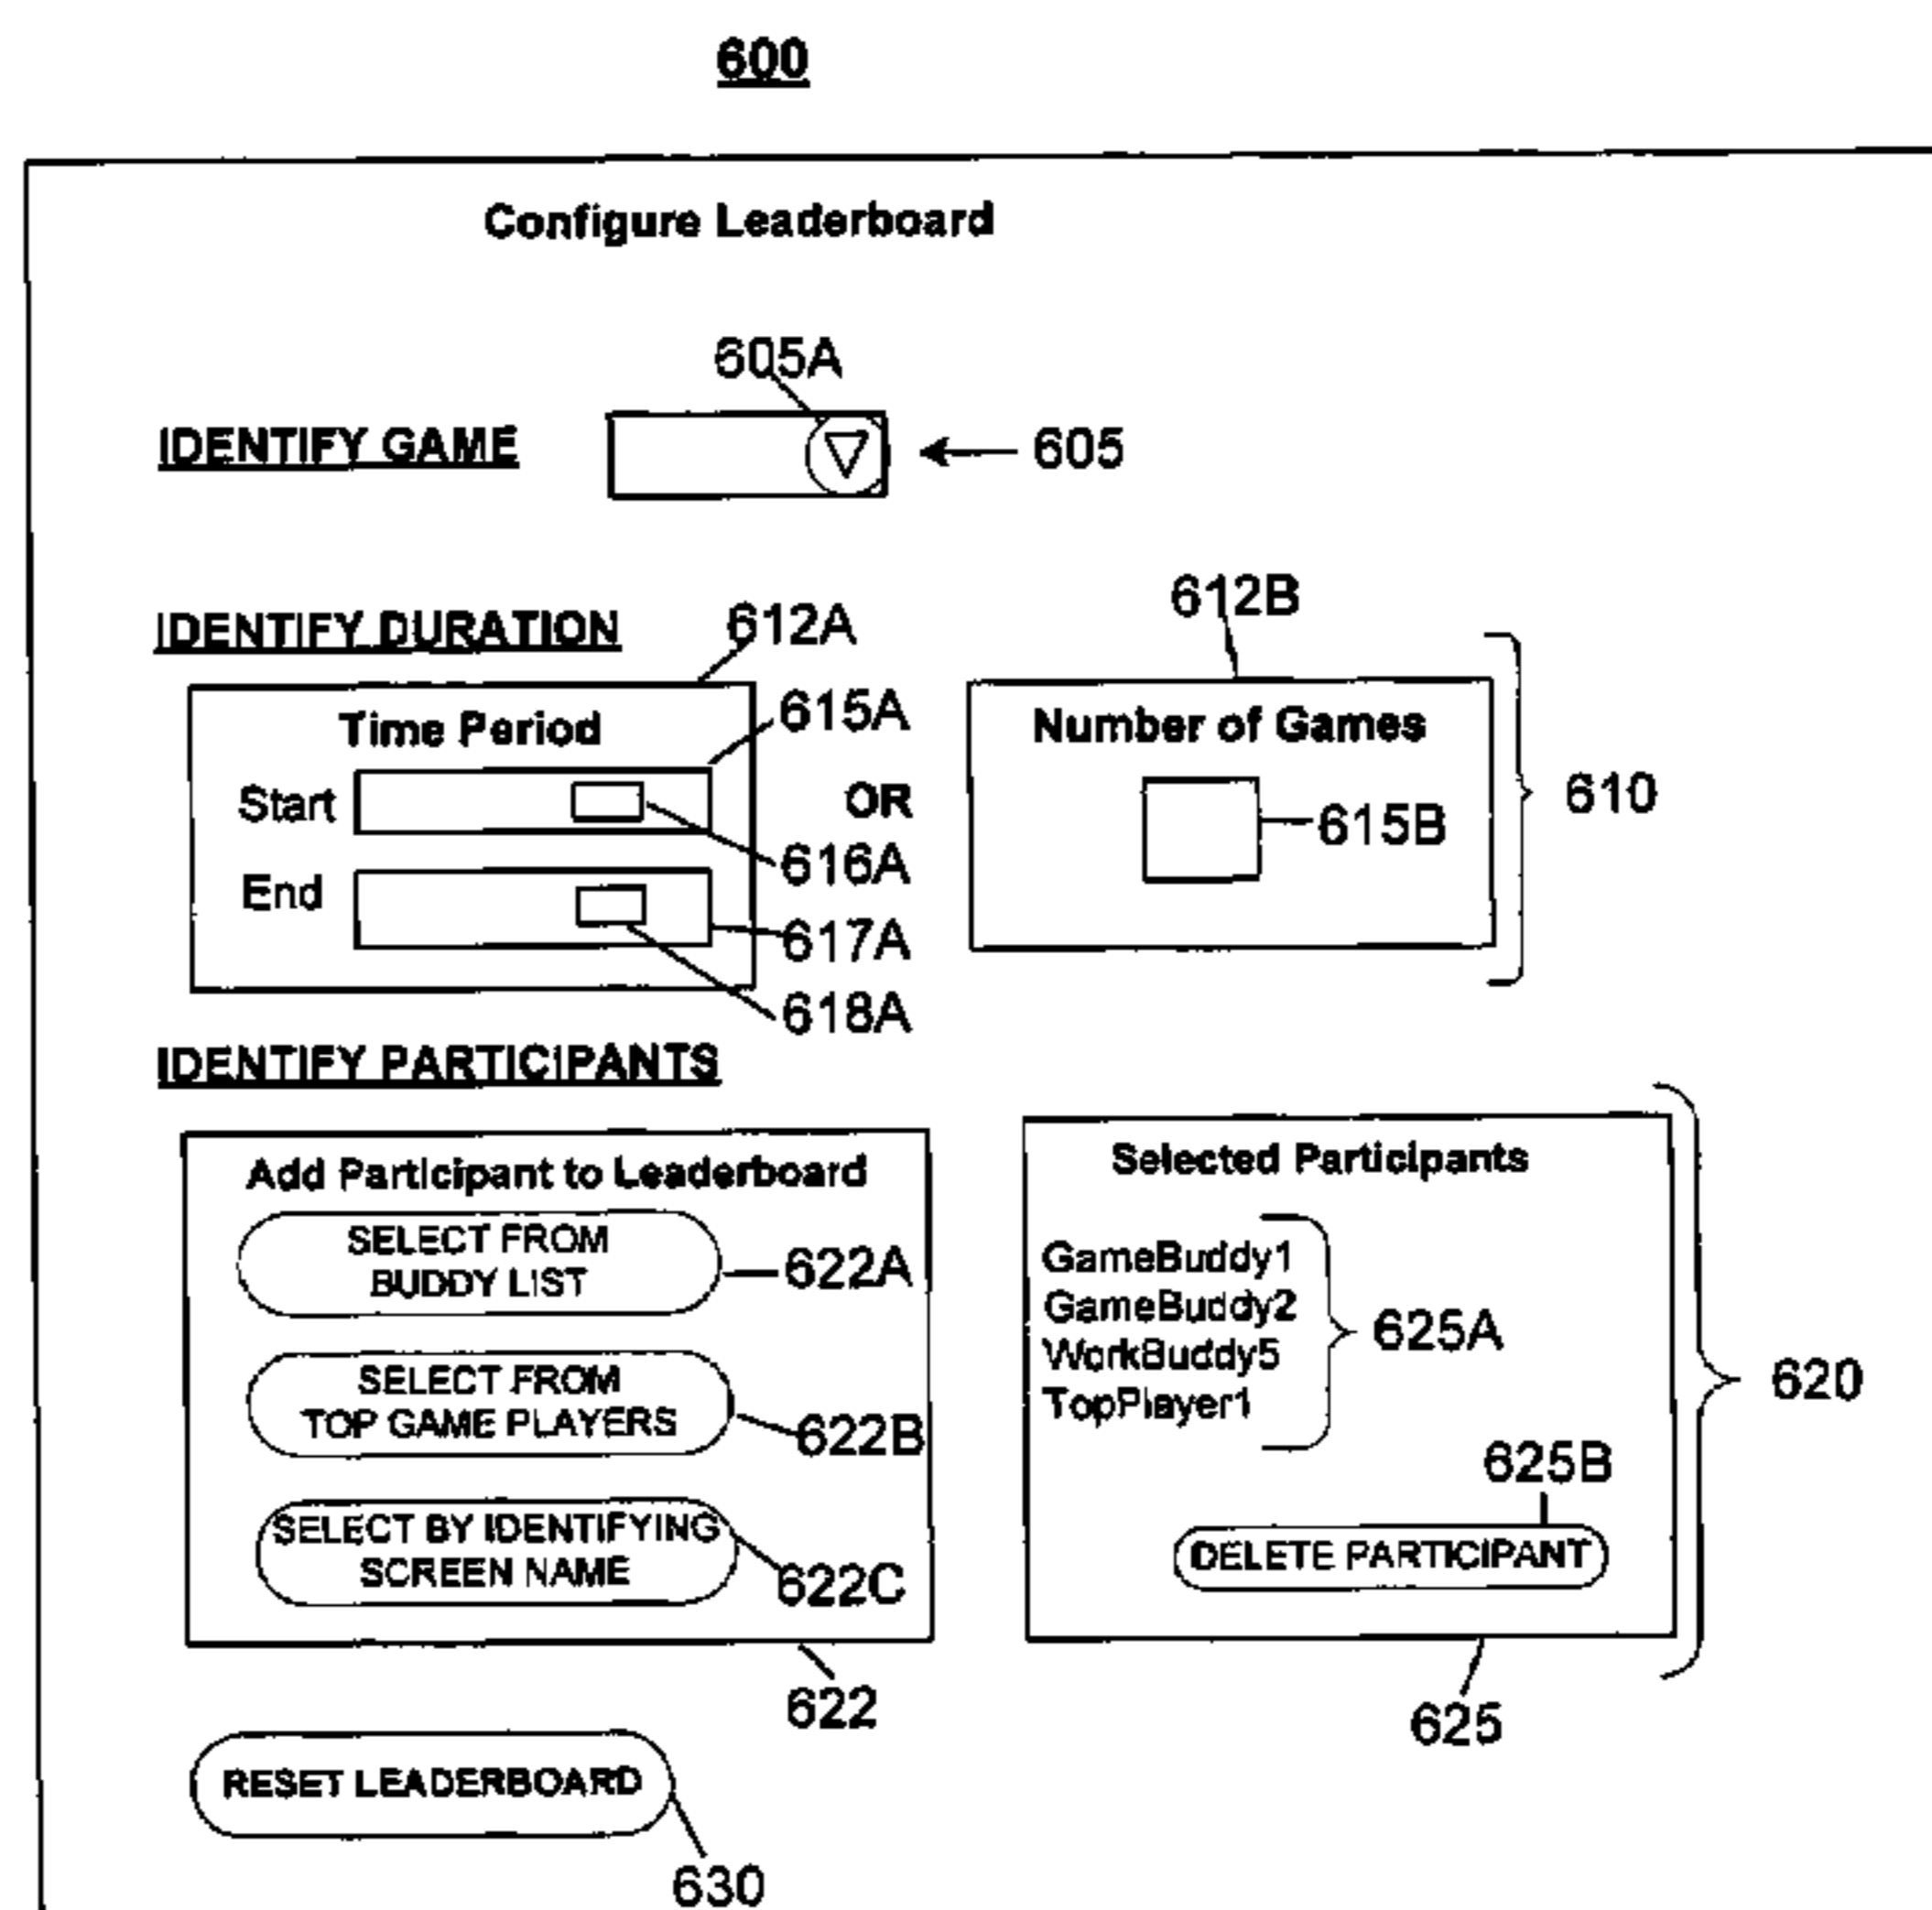 600
Configure Leaderboard
605A
IDENTIFY GAME
605
IDENTIFY DURATION
612A
612B
Time Period
615A
Number of Games
Start
OR
610
615B
616A
End
617A
618A
IDENTIFY PARTICIPANTS
Add Participant to Leaderboard
Selected Participants
SELECT FROM
BUDDY LIST
622A
GameBuddy1
GameBuddy2
WorkBuddy5
TopPlayer1
625A
620
SELECT FROM
TOP GAME PLAYERS
622B
625B
SELECT BY IDENTIFYING
SCREEN NAME
622C
DELETE PARTICIPANT
622
625
RESET LEADERBOARD
630